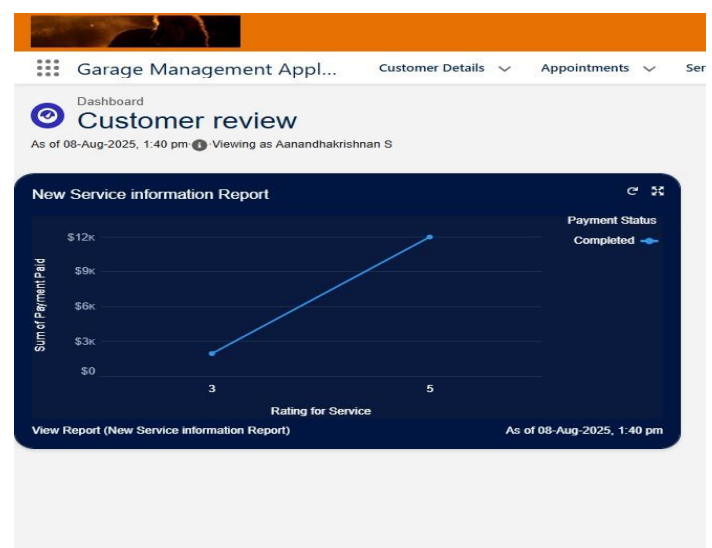 Garage Management Appl... Customer Details Appointments Ser
Dashboard
Customer review
As of 08-Aug-2025, 1:40 pm Viewing as Aanandhakrishnan S
New Service information Report
Payment Status
Completed
Sum of Payment Paid
$12K
$9K
$6K
$3K
$0
3 5
Rating for Service
View Report (New Service information Report) As of 08-Aug-2025, 1:40 pm